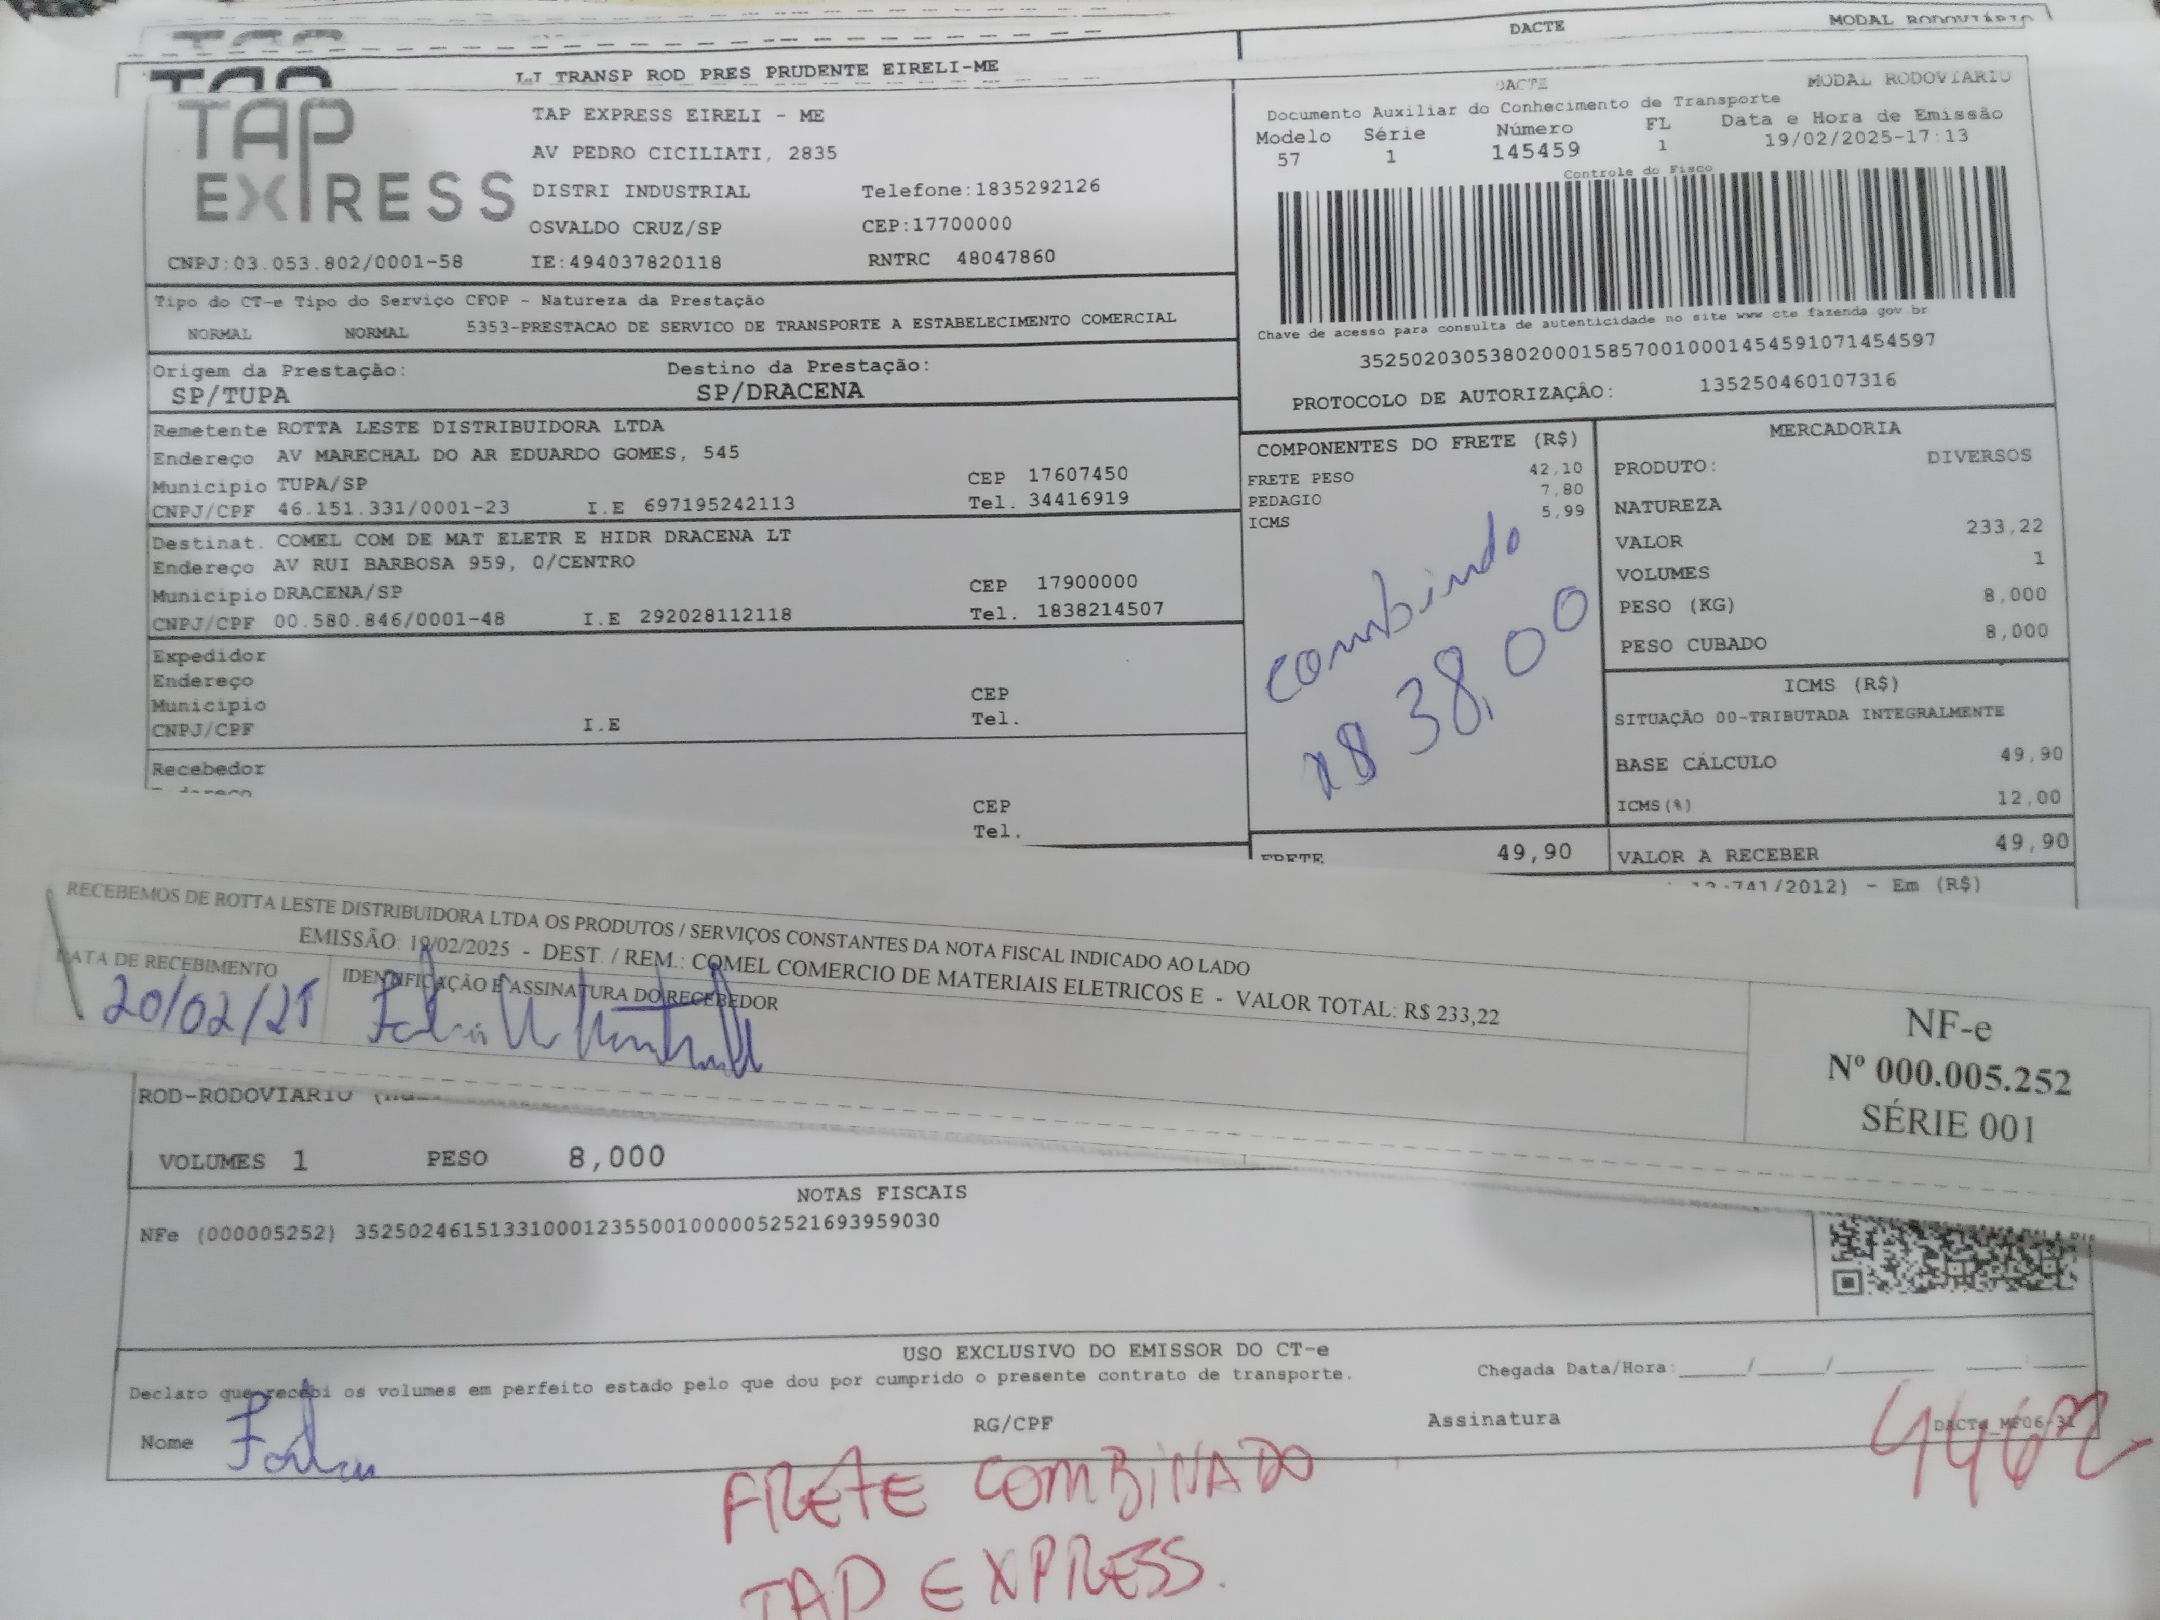 DACTE MODAL RODOVIÁRIO
LJ TRANSP ROD PRES PRUDENTE EIRELI-ME
TAP EXPRESS
TAP EXPRESS EIRELI - ME
AV PEDRO CICILIATI, 2835
DISTRI INDUSTRIAL Telefone:1835292126
OSVALDO CRUZ/SP CEP:17700000
CNPJ:03.053.802/0001-58 IE:494037820118 RNTRC 48047860
DACTE MODAL RODOVIARIO
Documento Auxiliar do Conhecimento de Transporte
Modelo Série Número FL Data e Hora de Emissão
57 1 145459 1 19/02/2025-17:13
Controle do Fisco
Chave de acesso para consulta de autenticidade no site www.cte.fazenda.gov.br
35250203053802000158570010001454591071454597
PROTOCOLO DE AUTORIZAÇÃO: 135250460107316
Tipo do CT-e Tipo do Serviço CFOP - Natureza da Prestação
NORMAL NORMAL 5353-PRESTACAO DE SERVICO DE TRANSPORTE A ESTABELECIMENTO COMERCIAL
Origem da Prestação: Destino da Prestação:
SP/TUPA SP/DRACENA
Remetente ROTTA LESTE DISTRIBUIDORA LTDA
Endereço AV MARECHAL DO AR EDUARDO GOMES, 545
Municipio TUPA/SP CEP 17607450
CNPJ/CPF 46.151.331/0001-23 I.E 697195242113 Tel. 34416919
Destinat. COMEL COM DE MAT ELETR E HIDR DRACENA LT
Endereço AV RUI BARBOSA 959, 0/CENTRO
Municipio DRACENA/SP CEP 17900000
CNPJ/CPF 00.580.846/0001-48 I.E 292028112118 Tel. 1838214507
Expedidor
Endereço
Municipio CEP
CNPJ/CPF I.E Tel.
Recebedor
Endereço
CEP
Tel.
COMPONENTES DO FRETE (R$)
FRETE PESO 42,10
PEDAGIO 7,80
ICMS 5,99
combindo
R$ 38,00
FRETE 49,90
MERCADORIA
PRODUTO: DIVERSOS
NATUREZA
VALOR 233,22
VOLUMES 1
PESO (KG) 8,000
PESO CUBADO 8,000
ICMS (R$)
SITUAÇÃO 00-TRIBUTADA INTEGRALMENTE
BASE CÁLCULO 49,90
ICMS(%) 12,00
VALOR A RECEBER 49,90
12.741/2012) - Em (R$)
RECEBEMOS DE ROTTA LESTE DISTRIBUIDORA LTDA OS PRODUTOS / SERVIÇOS CONSTANTES DA NOTA FISCAL INDICADO AO LADO
EMISSÃO: 19/02/2025 - DEST. / REM.: COMEL COMERCIO DE MATERIAIS ELETRICOS E - VALOR TOTAL: R$ 233,22
DATA DE RECEBIMENTO IDENTIFICAÇÃO E ASSINATURA DO RECEBEDOR
20/02/25
NF-e
Nº 000.005.252
SÉRIE 001
ROD-RODOVIARIO
VOLUMES 1 PESO 8,000
NOTAS FISCAIS
NFe (000005252) 35250246151331000123550010000052521693959030
USO EXCLUSIVO DO EMISSOR DO CT-e
Declaro que recebi os volumes em perfeito estado pelo que dou por cumprido o presente contrato de transporte. Chegada Data/Hora:____/____/____
Nome RG/CPF Assinatura DACTe_MF06-31
4462
FRETE COMBINADO
TAP EXPRESS.